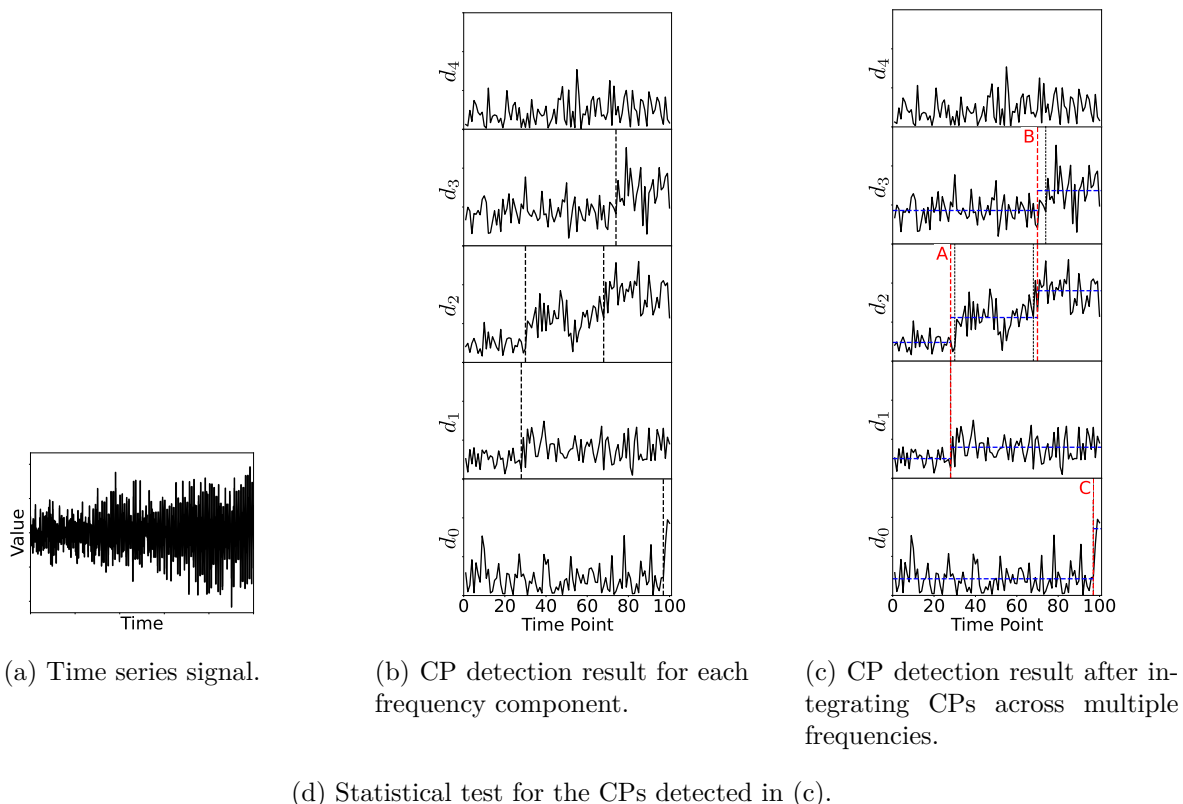 Value
Time
(a) Time series signal.
d4
d3
d2
d1
d0
0 20 40 60 80 100
Time Point
(b) CP detection result for each
frequency component.
d4
B
d3
A
d2
d1
C
d0
0 20 40 60 80 100
Time Point
(c) CP detection result after in-
tegrating CPs across multiple
frequencies.
(d) Statistical test for the CPs detected in (c).